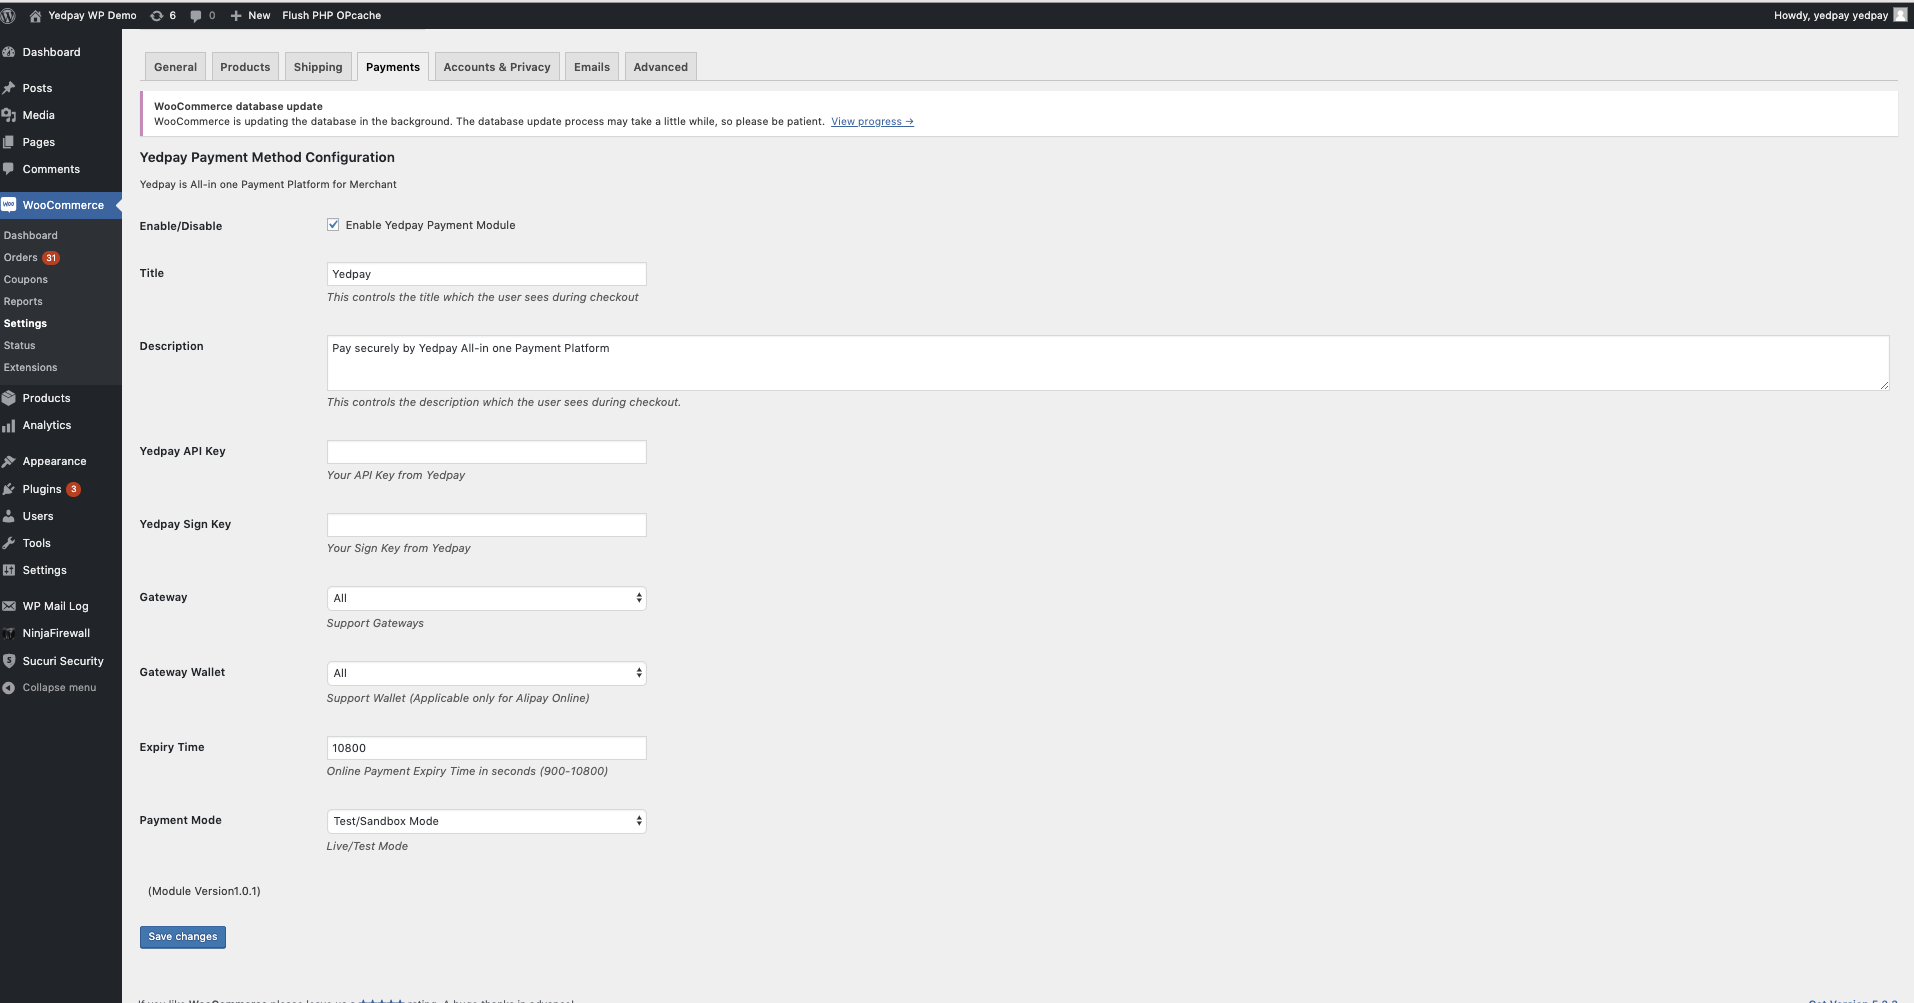 Yedpay WP Demo 6 0 New Flush PHP OPcache Howdy, yedpay yedpay
Dashboard
Posts
Media
Pages
Comments
WooCommerce
Dashboard
Orders 31
Coupons
Reports
Settings
Status
Extensions
Products
Analytics
Appearance
Plugins 3
Users
Tools
Settings
WP Mail Log
NinjaFirewall
Sucuri Security
Collapse menu
General Products Shipping Payments Accounts & Privacy Emails Advanced
WooCommerce database update
WooCommerce is updating the database in the background. The database update process may take a little while, so please be patient. View progress →
Yedpay Payment Method Configuration
Yedpay is All-in one Payment Platform for Merchant
Enable/Disable Enable Yedpay Payment Module
Title Yedpay
This controls the title which the user sees during checkout
Description Pay securely by Yedpay All-in one Payment Platform
This controls the description which the user sees during checkout.
Yedpay API Key
Your API Key from Yedpay
Yedpay Sign Key
Your Sign Key from Yedpay
Gateway All
Support Gateways
Gateway Wallet All
Support Wallet (Applicable only for Alipay Online)
Expiry Time 10800
Online Payment Expiry Time in seconds (900-10800)
Payment Mode Test/Sandbox Mode
Live/Test Mode
(Module Version1.0.1)
Save changes